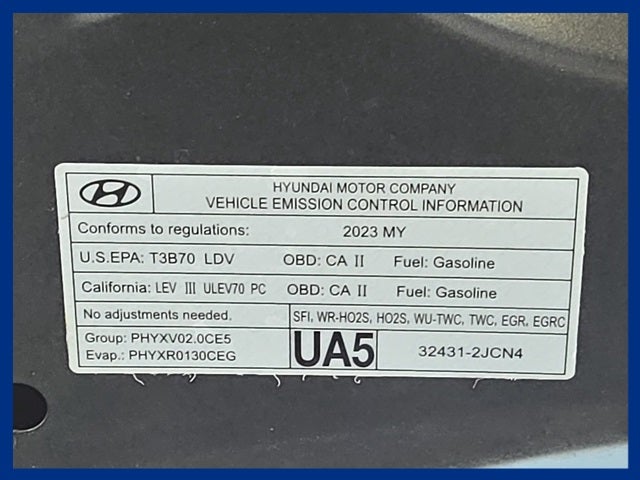 HYUNDAI MOTOR COMPANY
VEHICLE EMISSION CONTROL INFORMATION
Conforms to regulations: 2023 MY
U.S.EPA: T3B70 LDV OBD: CA II Fuel: Gasoline
California: LEV III ULEV70 PC OBD: CA II Fuel: Gasoline
No adjustments needed. SFI, WR-HO2S, HO2S, WU-TWC, TWC, EGR, EGRC
Group: PHYXV02.0CE5
Evap.: PHYXR0130CEG
UA5
32431-2JCN4